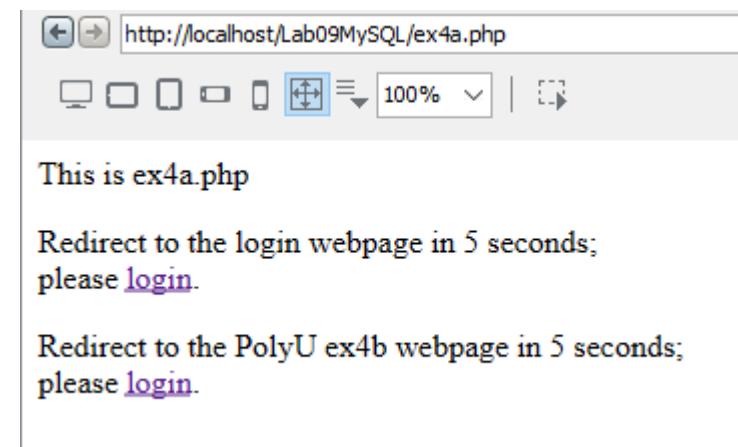 http://localhost/Lab09MySQL/ex4a.php
100%
This is ex4a.php
Redirect to the login webpage in 5 seconds;
please login.
Redirect to the PolyU ex4b webpage in 5 seconds;
please login.